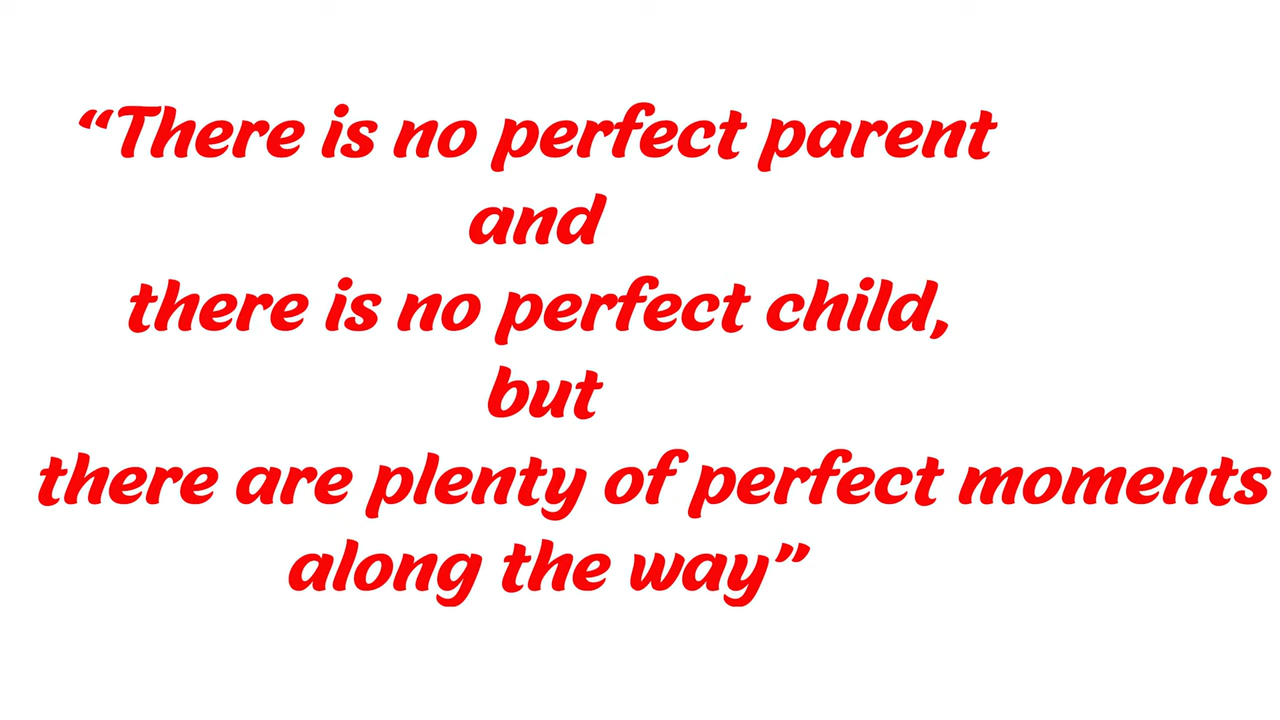 “There is no perfect parent
and
there is no perfect child,
but
there are plenty of perfect moments
along the way”